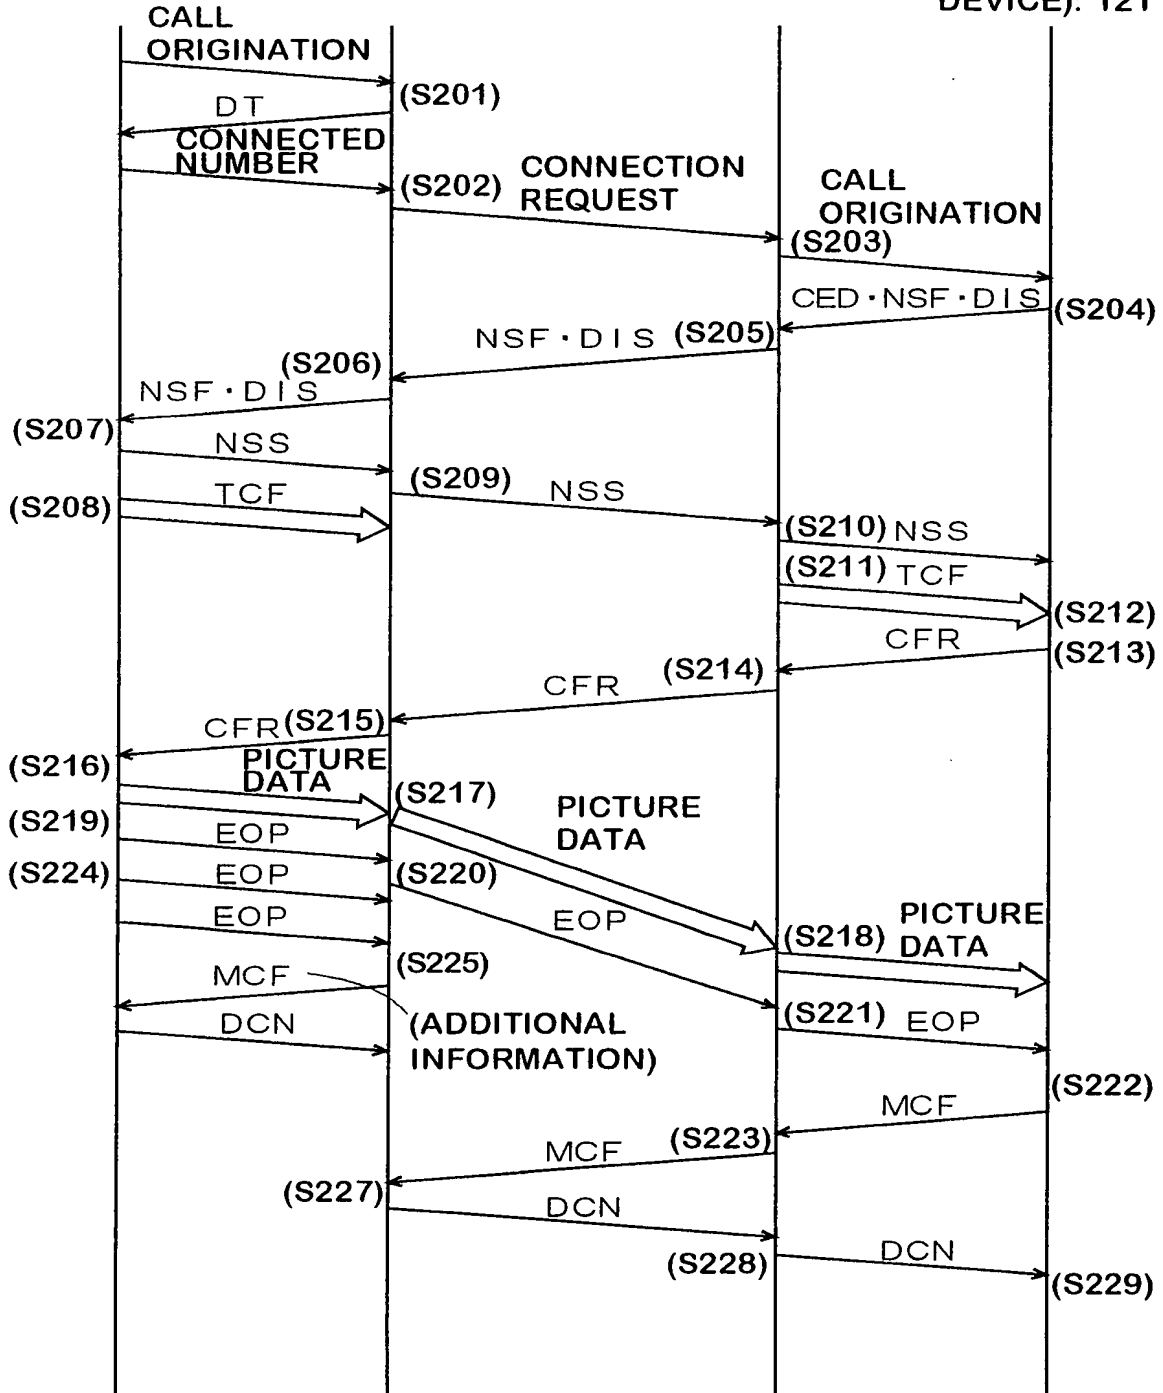 DEVICE): 121
CALL
ORIGINATION
(S201)
DT
CONNECTED
NUMBER
(S202)
CONNECTION
REQUEST
CALL
ORIGINATION
(S203)
CED・NSF・DIS
(S204)
NSF・DIS
(S205)
(S206)
NSF・DIS
(S207)
NSS
(S209)
NSS
TCF
(S208)
(S210)
NSS
(S211)
TCF
(S212)
CFR
(S213)
(S214)
CFR
CFR
(S215)
(S216)
PICTURE
DATA
(S217)
PICTURE
DATA
(S219)
EOP
(S224)
EOP
(S220)
EOP
EOP
(S218)
PICTURE
DATA
(S225)
MCF
(S221)
EOP
DCN
(ADDITIONAL
INFORMATION)
(S222)
MCF
(S223)
MCF
(S227)
DCN
DCN
(S228)
(S229)